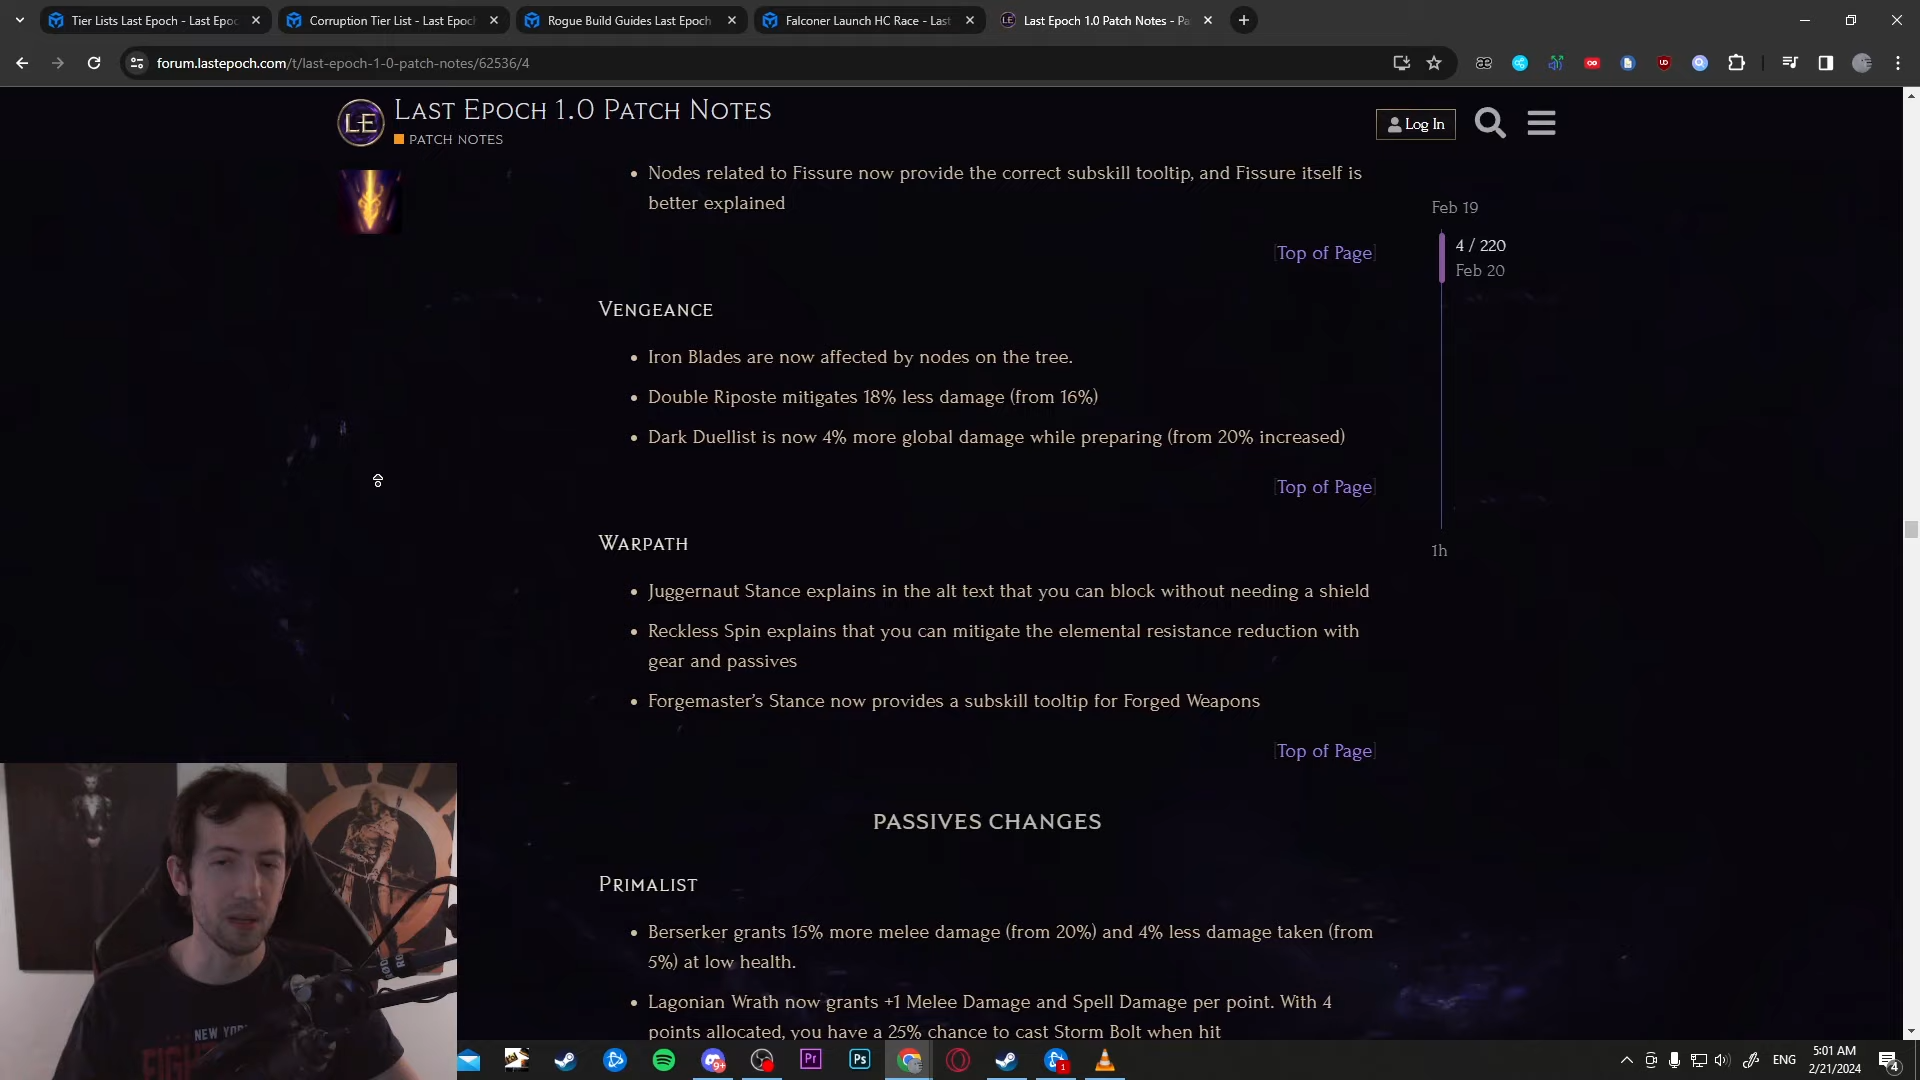 Tier Lists Last Epoch - Last Epoc
Corruption Tier List - Last Epoch
Rogue Build Guides Last Epoch
Falconer Launch HC Race - Last
Last Epoch 1.0 Patch Notes - Pa
forum.lastepoch.com/t/last-epoch-1-0-patch-notes/62536/4
LE
LAST EPOCH 1.0 PATCH NOTES
PATCH NOTES
Log In
Nodes related to Fissure now provide the correct subskill tooltip, and Fissure itself is
better explained
[Top of Page]
Feb 19
4 / 220
Feb 20
1h
VENGEANCE
Iron Blades are now affected by nodes on the tree.
Double Riposte mitigates 18% less damage (from 16%)
Dark Duellist is now 4% more global damage while preparing (from 20% increased)
[Top of Page]
WARPATH
Juggernaut Stance explains in the alt text that you can block without needing a shield
Reckless Spin explains that you can mitigate the elemental resistance reduction with
gear and passives
Forgemaster's Stance now provides a subskill tooltip for Forged Weapons
[Top of Page]
PASSIVES CHANGES
PRIMALIST
Berserker grants 15% more melee damage (from 20%) and 4% less damage taken (from
5%) at low health.
Lagonian Wrath now grants +1 Melee Damage and Spell Damage per point. With 4
points allocated, you have a 25% chance to cast Storm Bolt when hit
NEW YORK
9+
Pr
Ps
1
ENG
5:01 AM
2/21/2024
4